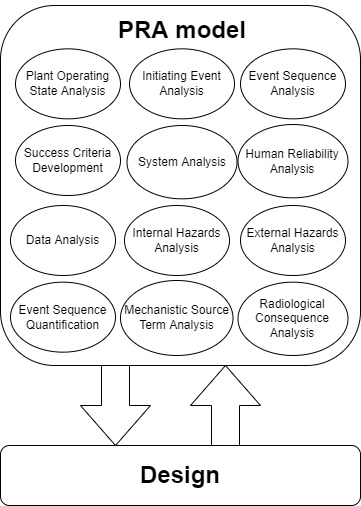 PRA model
Plant Operating
State Analysis
Initiating Event
Analysis
Event Sequence
Analysis
Success Criteria
Development
System Analysis
Human Reliability
Analysis
Data Analysis
Internal Hazards
Analysis
External Hazards
Analysis
Event Sequence
Quantification
Mechanistic Source
Term Analysis
Radiological
Consequence
Analysis
Design